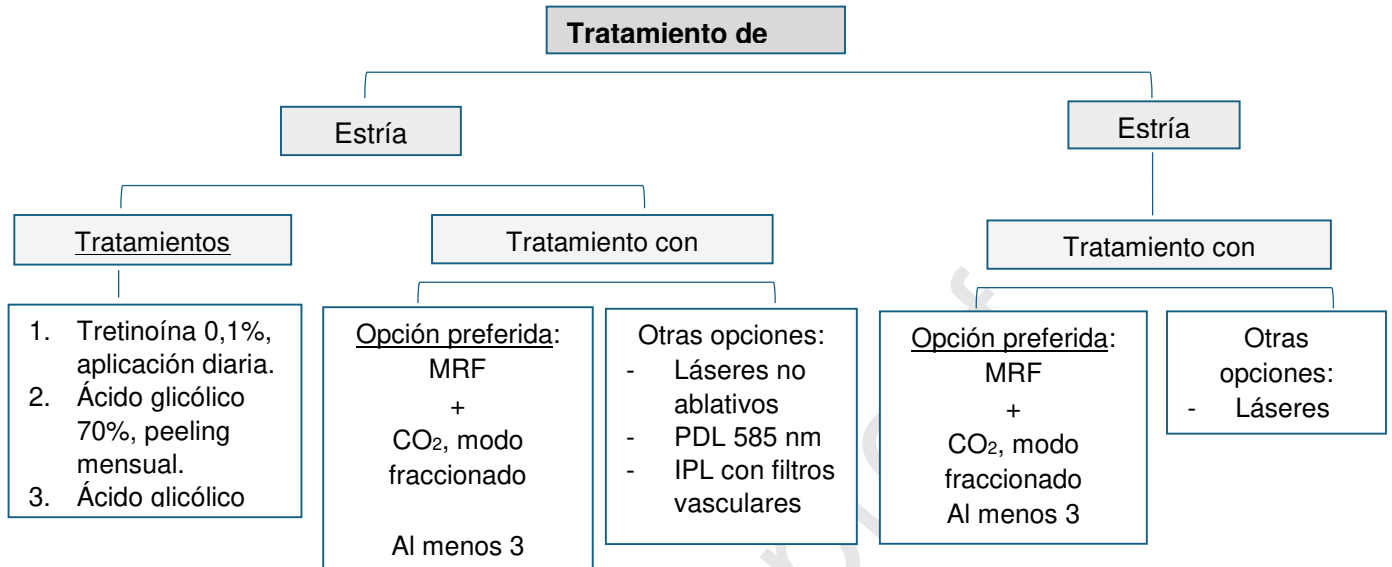 Tratamiento de
Estría
Estría
Tratamientos
Tratamiento con
Tratamiento con
1. Tretinoína 0,1%,
aplicación diaria.
2. Ácido glicólico
70%, peeling
mensual.
3. Ácido glicólico
Opción preferida:
MRF
+
CO₂, modo
fraccionado
Al menos 3
Otras opciones:
- Láseres no
ablativos
- PDL 585 nm
- IPL con filtros
vasculares
Opción preferida:
MRF
+
CO₂, modo
fraccionado
Al menos 3
Otras
opciones:
- Láseres